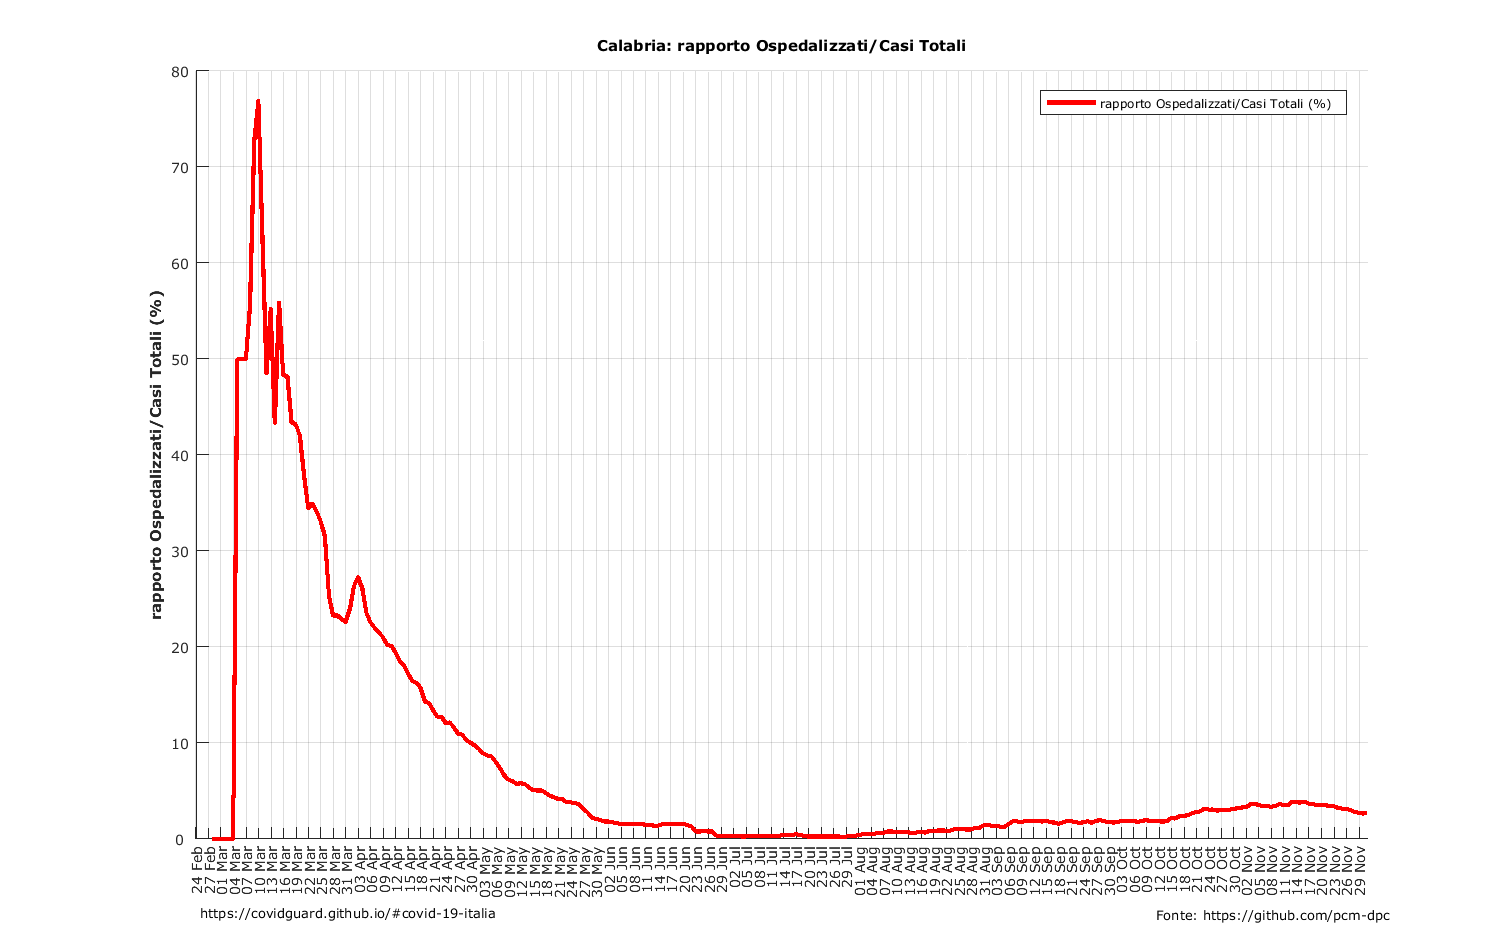 Calabria: rapporto Ospedalizzati/Casi Totali
rapporto Ospedalizzati/Casi Totali (%)
rapporto Ospedalizzati/Casi Totali (%)
80
70
60
50
40
30
20
10
0
24 Feb
27 Feb
01 Mar
04 Mar
07 Mar
10 Mar
13 Mar
16 Mar
19 Mar
22 Mar
25 Mar
28 Mar
31 Mar
03 Apr
06 Apr
09 Apr
12 Apr
15 Apr
18 Apr
21 Apr
24 Apr
27 Apr
30 Apr
03 May
06 May
09 May
12 May
15 May
18 May
21 May
24 May
27 May
30 May
02 Jun
05 Jun
08 Jun
11 Jun
14 Jun
17 Jun
20 Jun
23 Jun
26 Jun
29 Jun
02 Jul
05 Jul
08 Jul
11 Jul
14 Jul
17 Jul
20 Jul
23 Jul
26 Jul
29 Jul
01 Aug
04 Aug
07 Aug
10 Aug
13 Aug
16 Aug
19 Aug
22 Aug
25 Aug
28 Aug
31 Aug
03 Sep
06 Sep
09 Sep
12 Sep
15 Sep
18 Sep
21 Sep
24 Sep
27 Sep
30 Sep
03 Oct
06 Oct
09 Oct
12 Oct
15 Oct
18 Oct
21 Oct
24 Oct
27 Oct
30 Oct
02 Nov
05 Nov
08 Nov
11 Nov
14 Nov
17 Nov
20 Nov
23 Nov
26 Nov
29 Nov
https://covidguard.github.io/#covid-19-italia
Fonte: https://github.com/pcm-dpc